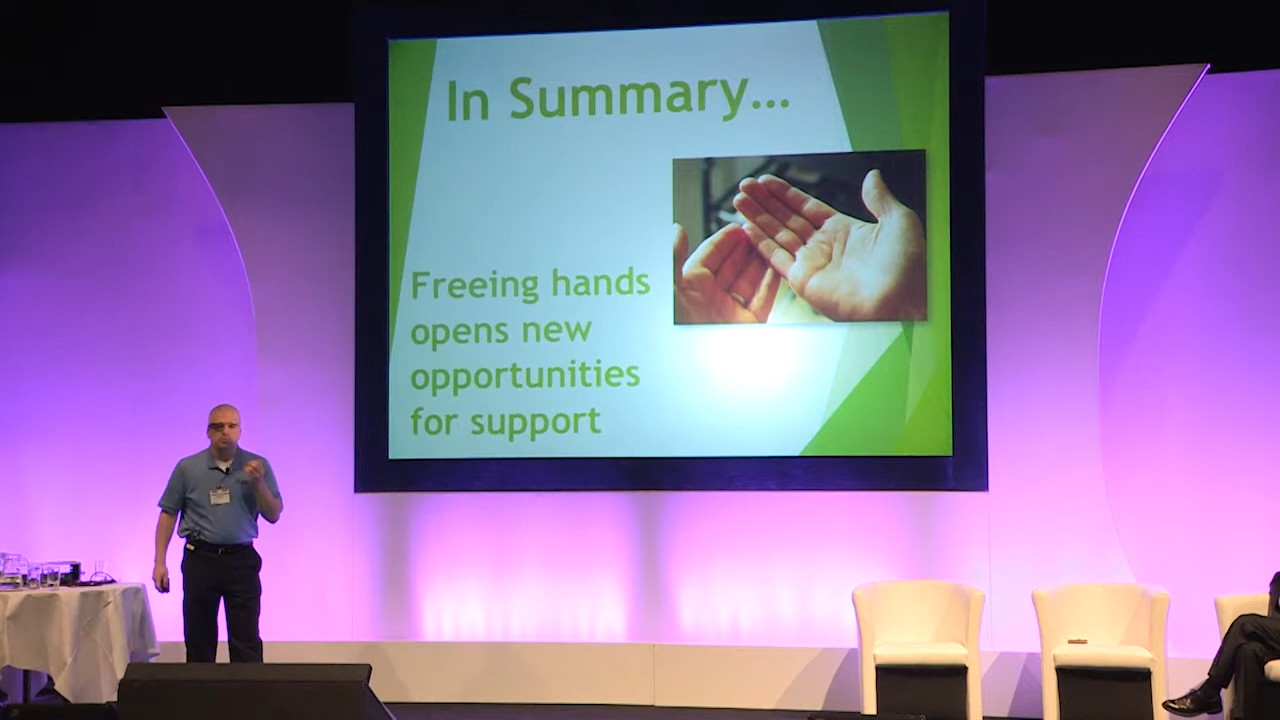 In Summary...
Freeing hands
opens new
opportunities
for support